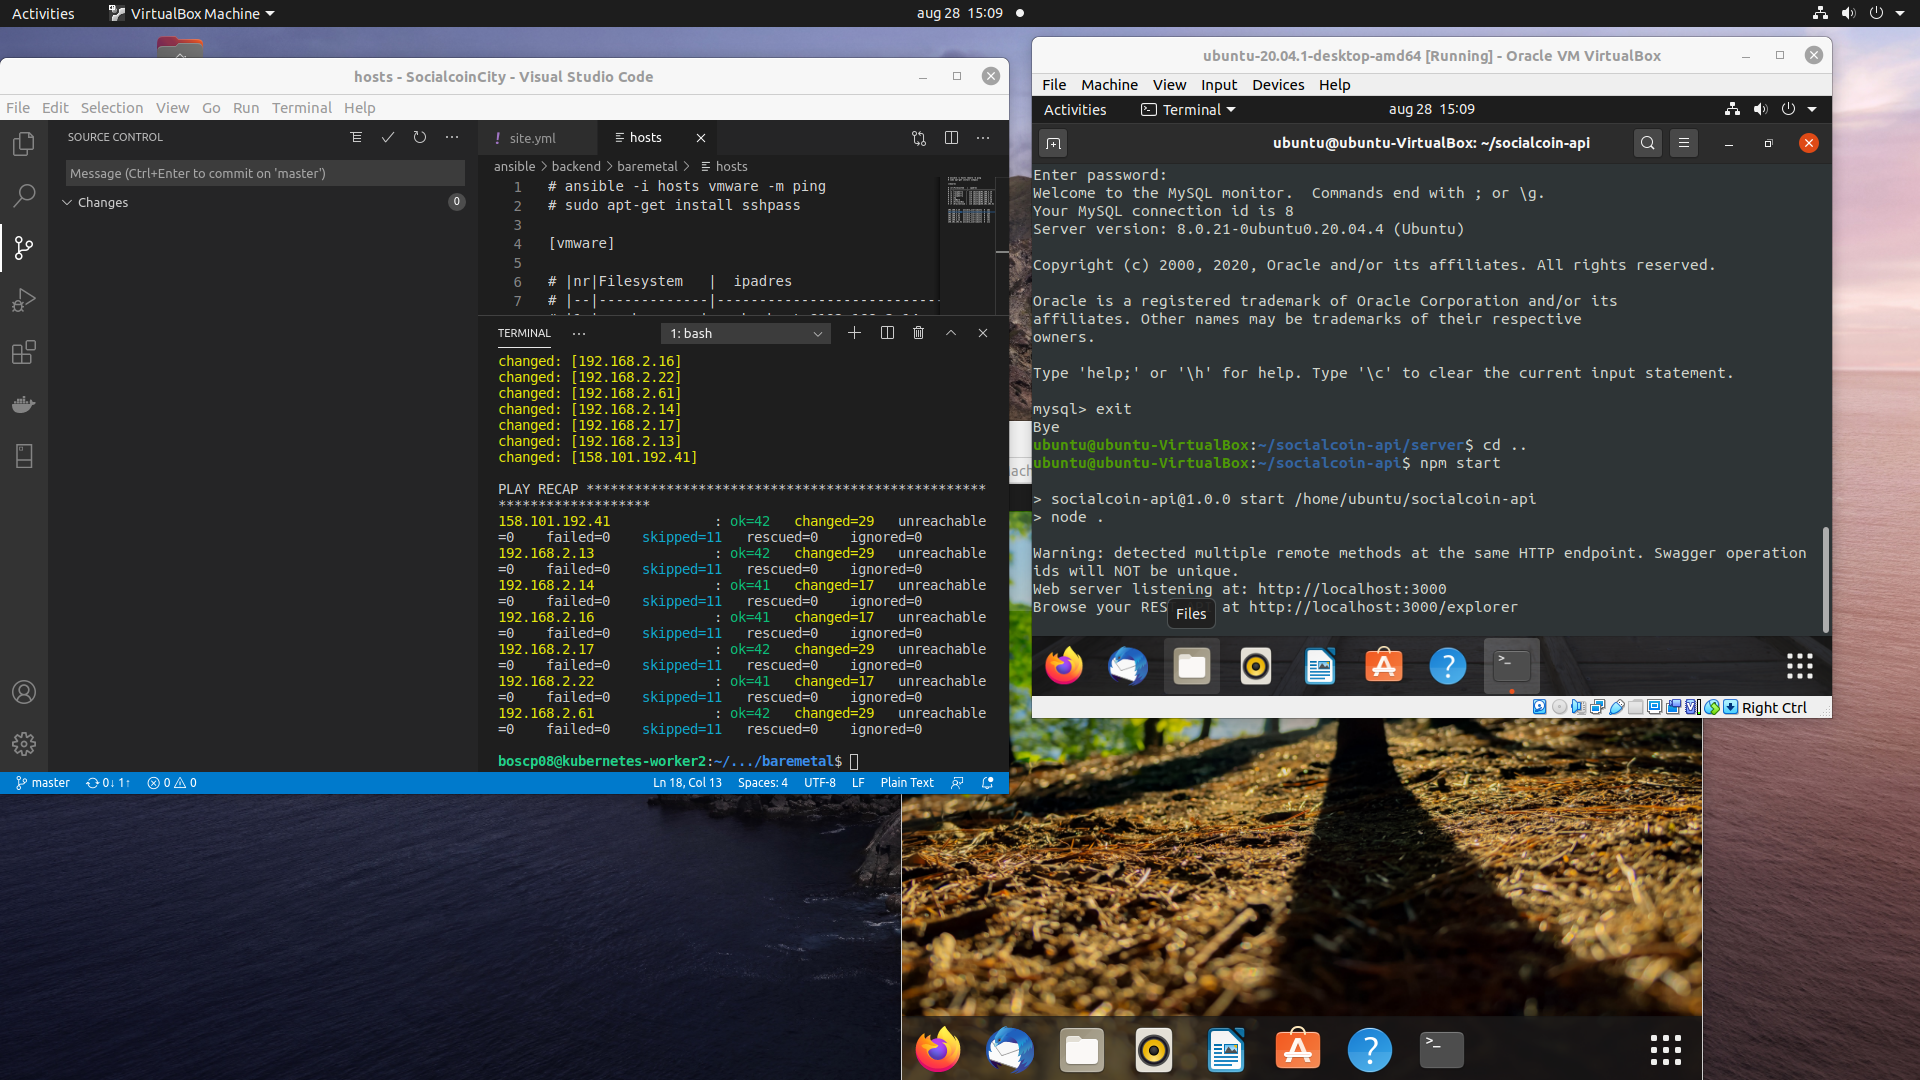 Activities
VirtualBox Machine
aug 28 15:09
hosts - SocialcoinCity - Visual Studio Code
File Edit Selection View Go Run Terminal Help
SOURCE CONTROL
Message (Ctrl+Enter to commit on 'master')
Changes
0
! site.yml
hosts
ansible > backend > baremetal > hosts
1 # ansible -i hosts vmware -m ping
2 # sudo apt-get install sshpass
3
4 [vmware]
5
6 # |nr|Filesystem | ipadres
7 # |--|-------------|--------------------------
TERMINAL
1: bash
changed: [192.168.2.16]
changed: [192.168.2.22]
changed: [192.168.2.61]
changed: [192.168.2.14]
changed: [192.168.2.17]
changed: [192.168.2.13]
changed: [158.101.192.41]
PLAY RECAP **************************************************
*******************
158.101.192.41 : ok=42 changed=29 unreachable
=0 failed=0 skipped=11 rescued=0 ignored=0
192.168.2.13 : ok=42 changed=29 unreachable
=0 failed=0 skipped=11 rescued=0 ignored=0
192.168.2.14 : ok=41 changed=17 unreachable
=0 failed=0 skipped=11 rescued=0 ignored=0
192.168.2.16 : ok=41 changed=17 unreachable
=0 failed=0 skipped=11 rescued=0 ignored=0
192.168.2.17 : ok=42 changed=29 unreachable
=0 failed=0 skipped=11 rescued=0 ignored=0
192.168.2.22 : ok=41 changed=17 unreachable
=0 failed=0 skipped=11 rescued=0 ignored=0
192.168.2.61 : ok=42 changed=29 unreachable
=0 failed=0 skipped=11 rescued=0 ignored=0
boscp08@kubernetes-worker2:~/.../baremetal$
master 0↓ 1↑ 0 0 Ln 18, Col 13 Spaces: 4 UTF-8 LF Plain Text
ubuntu-20.04.1-desktop-amd64 [Running] - Oracle VM VirtualBox
File Machine View Input Devices Help
Activities Terminal aug 28 15:09
ubuntu@ubuntu-VirtualBox: ~/socialcoin-api
Enter password:
Welcome to the MySQL monitor. Commands end with ; or \g.
Your MySQL connection id is 8
Server version: 8.0.21-0ubuntu0.20.04.4 (Ubuntu)
Copyright (c) 2000, 2020, Oracle and/or its affiliates. All rights reserved.
Oracle is a registered trademark of Oracle Corporation and/or its
affiliates. Other names may be trademarks of their respective
owners.
Type 'help;' or '\h' for help. Type '\c' to clear the current input statement.
mysql> exit
Bye
ubuntu@ubuntu-VirtualBox:~/socialcoin-api/server$ cd ..
ubuntu@ubuntu-VirtualBox:~/socialcoin-api$ npm start
> socialcoin-api@1.0.0 start /home/ubuntu/socialcoin-api
> node .
Warning: detected multiple remote methods at the same HTTP endpoint. Swagger operation
ids will NOT be unique.
Web server listening at: http://localhost:3000
Browse your RES at http://localhost:3000/explorer
Files
Right Ctrl